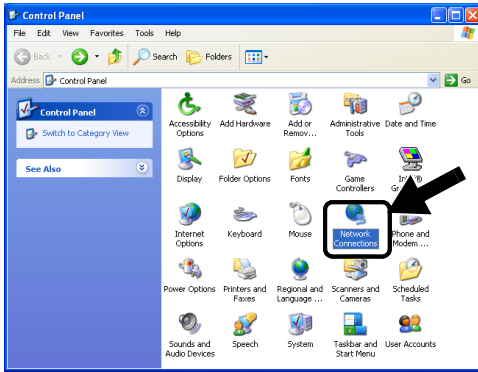 Control Panel
File Edit View Favorites Tools Help
Back Search Folders
Address Control Panel Go
Control Panel
Switch to Category View
See Also
Accessibility Options
Add Hardware
Add or Remov...
Administrative Tools
Date and Time
Display
Folder Options
Fonts
Game Controllers
Internet Options
Keyboard
Mouse
Network Connections
Phone and Modem ...
Power Options
Printers and Faxes
Regional and Language ...
Scanners and Cameras
Scheduled Tasks
Sounds and Audio Devices
Speech
System
Taskbar and Start Menu
User Accounts